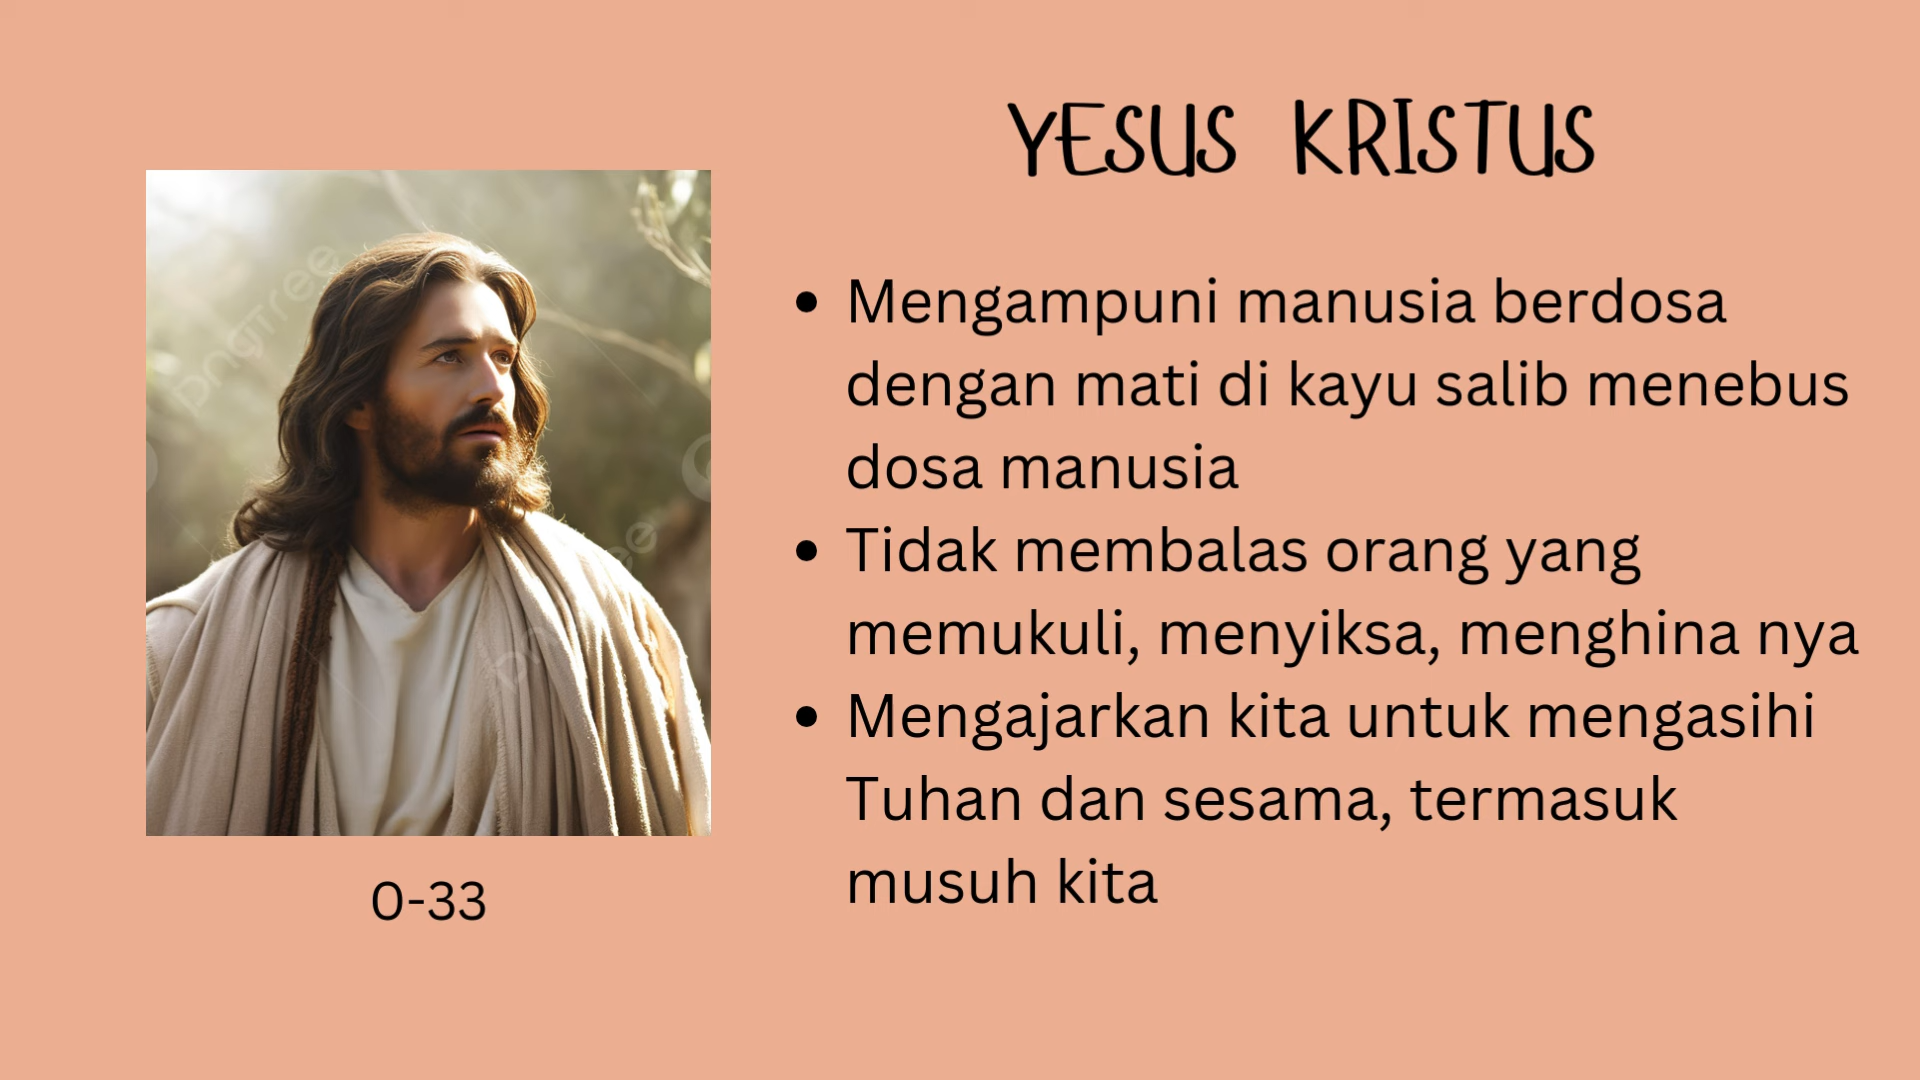 YESUS KRISTUS
• Mengampuni manusia berdosa
dengan mati di kayu salib menebus
dosa manusia
• Tidak membalas orang yang
memukuli, menyiksa, menghina nya
• Mengajarkan kita untuk mengasihi
Tuhan dan sesama, termasuk
musuh kita
0-33
pngtree